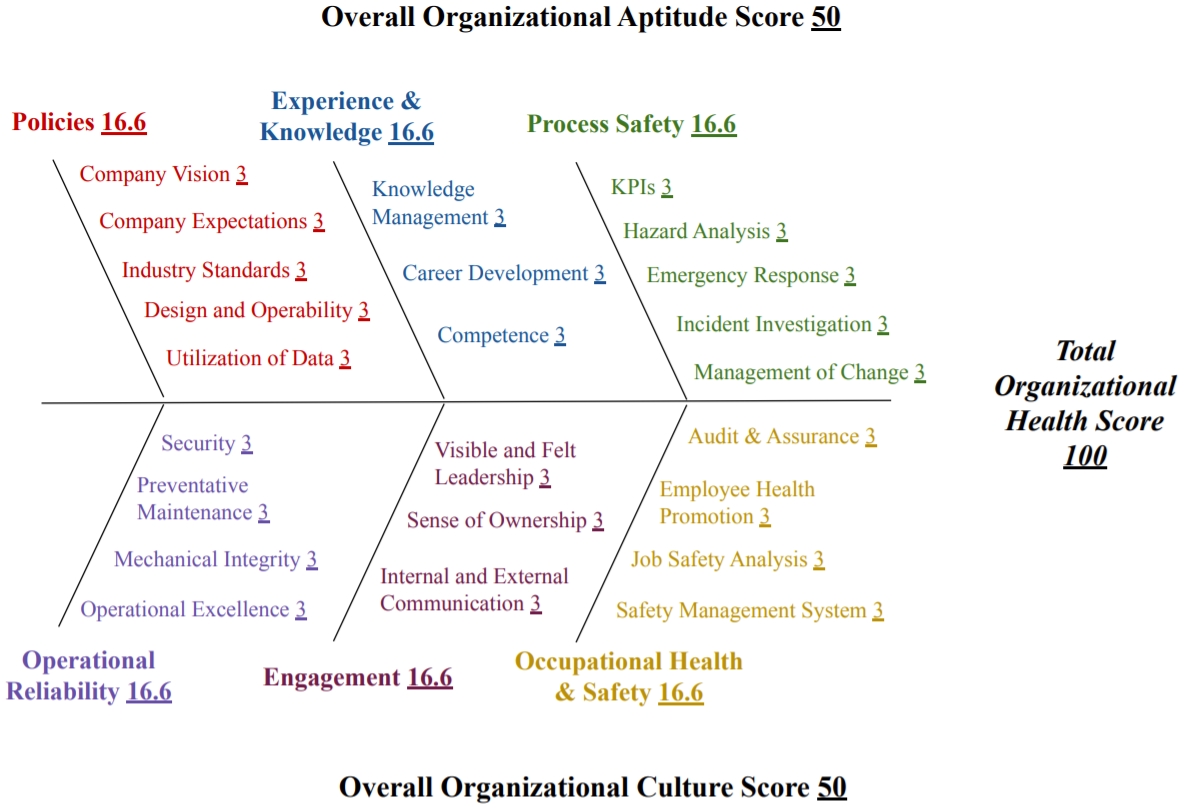 Overall Organizational Aptitude Score 50
Policies 16.6
Experience &
Knowledge 16.6
Process Safety 16.6
Company Vision 3
Company Expectations 3
Industry Standards 3
Design and Operability 3
Utilization of Data 3
Knowledge
Management 3
Career Development 3
Competence 3
KPIs 3
Hazard Analysis 3
Emergency Response 3
Incident Investigation 3
Management of Change 3
Total
Organizational
Health Score
100
Security 3
Preventative
Maintenance 3
Mechanical Integrity 3
Operational Excellence 3
Visible and Felt
Leadership 3
Sense of Ownership 3
Internal and External
Communication 3
Audit & Assurance 3
Employee Health
Promotion 3
Job Safety Analysis 3
Safety Management System 3
Operational
Reliability 16.6
Engagement 16.6
Occupational Health
& Safety 16.6
Overall Organizational Culture Score 50